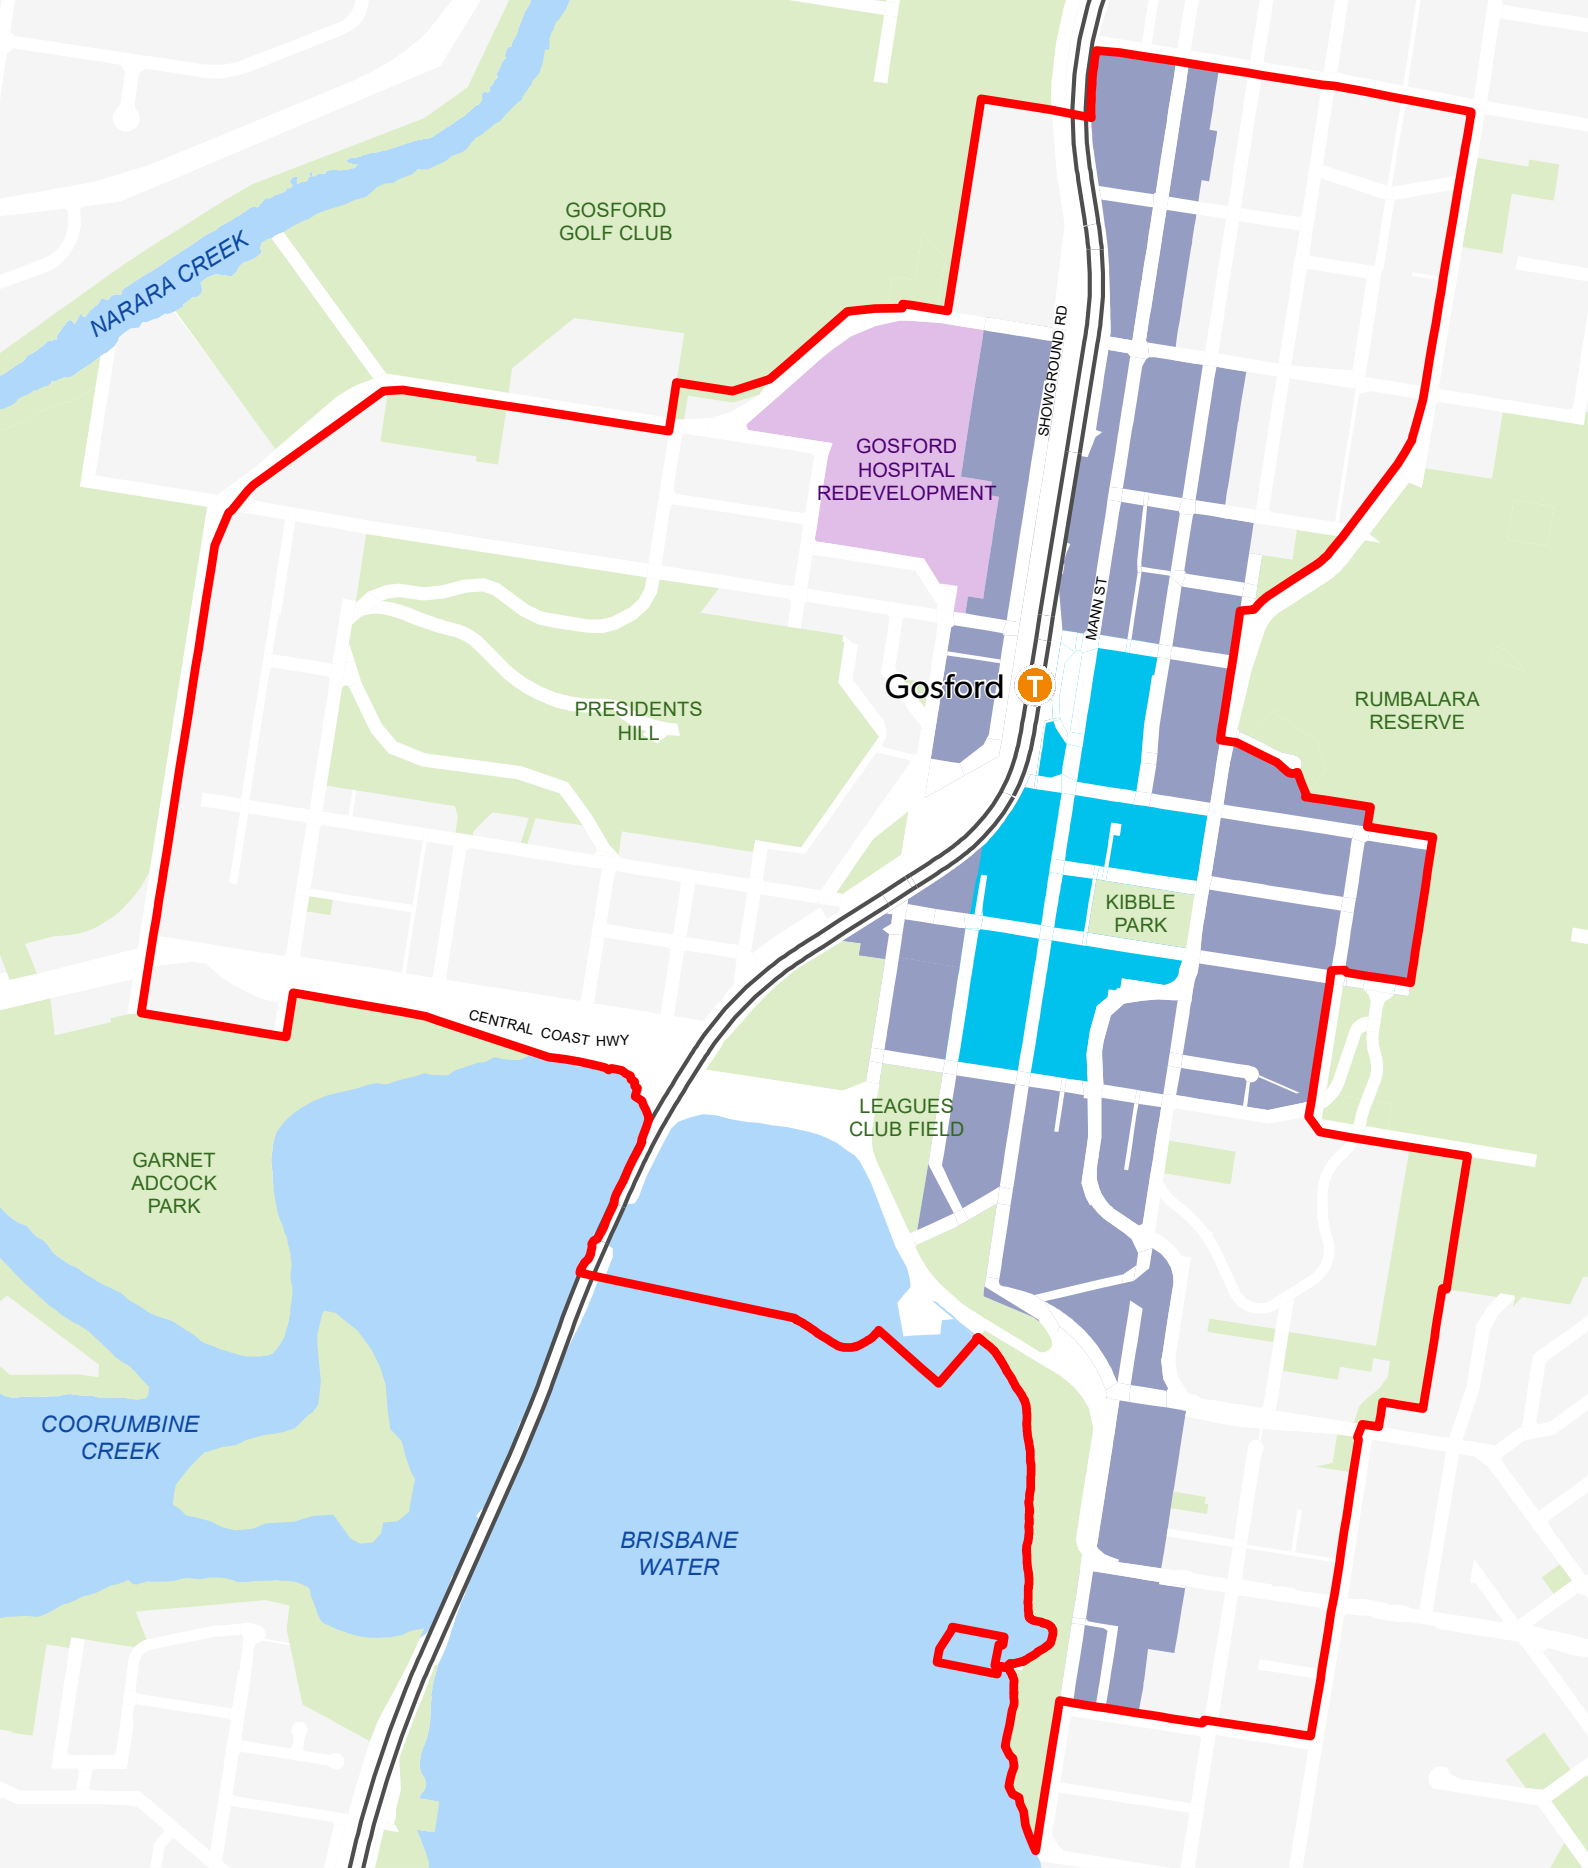 GOSFORD
GOLF CLUB
NARARA CREEK
SHOWGROUND RD
GOSFORD
HOSPITAL
REDEVELOPMENT
MANN ST
Gosford
T
PRESIDENTS
HILL
RUMBALARA
RESERVE
KIBBLE
PARK
CENTRAL COAST HWY
LEAGUES
CLUB FIELD
GARNET
ADCOCK
PARK
COORUMBINE
CREEK
BRISBANE
WATER